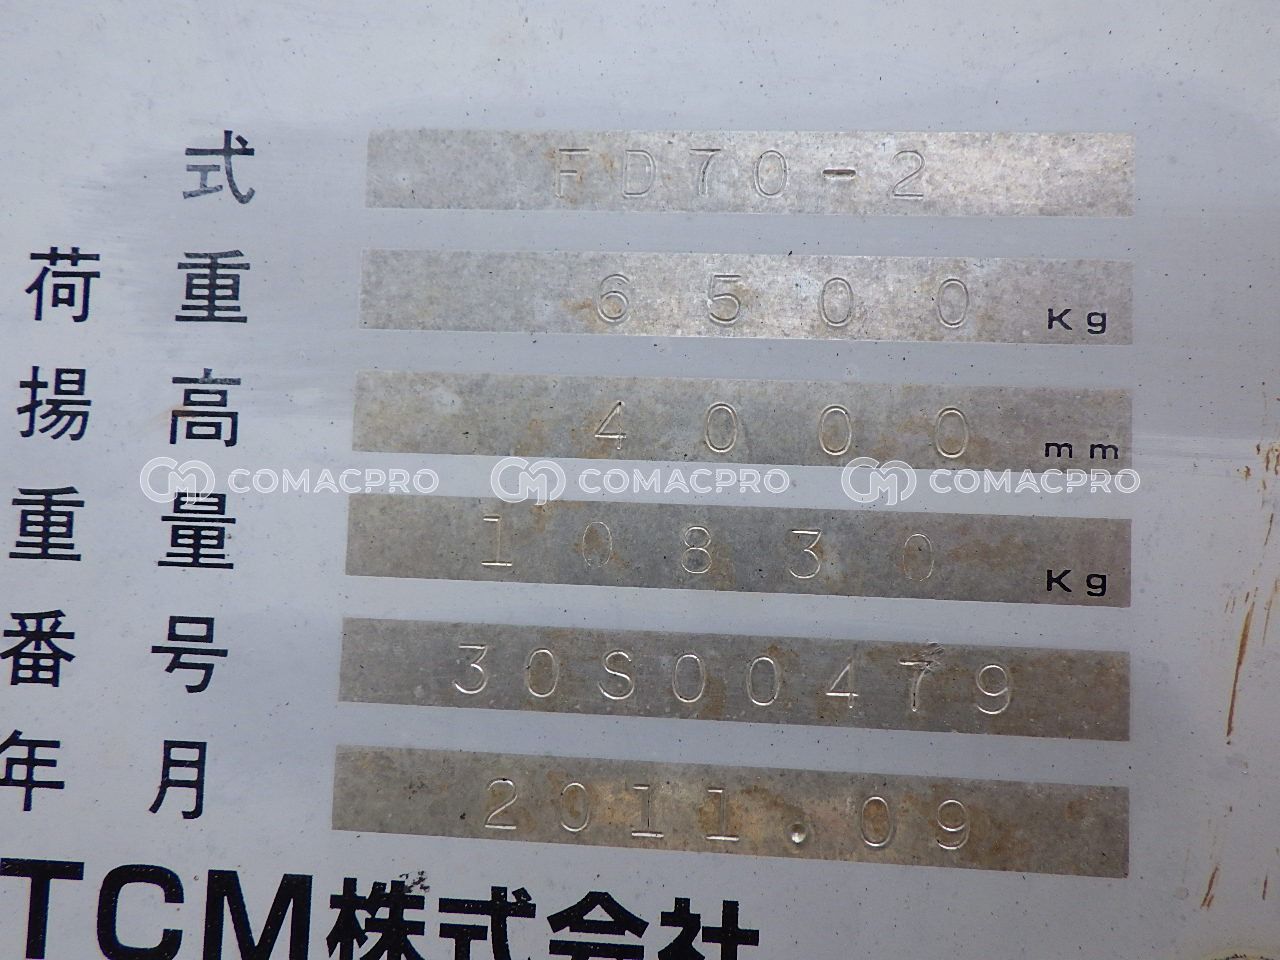 式 FD70-2
荷重 6500 Kg
揚高 4000 mm
COMACPRO COMACPRO COMACPRO
重量 10830 Kg
番号 30S00479
年月 2011.09
TCM株式会社